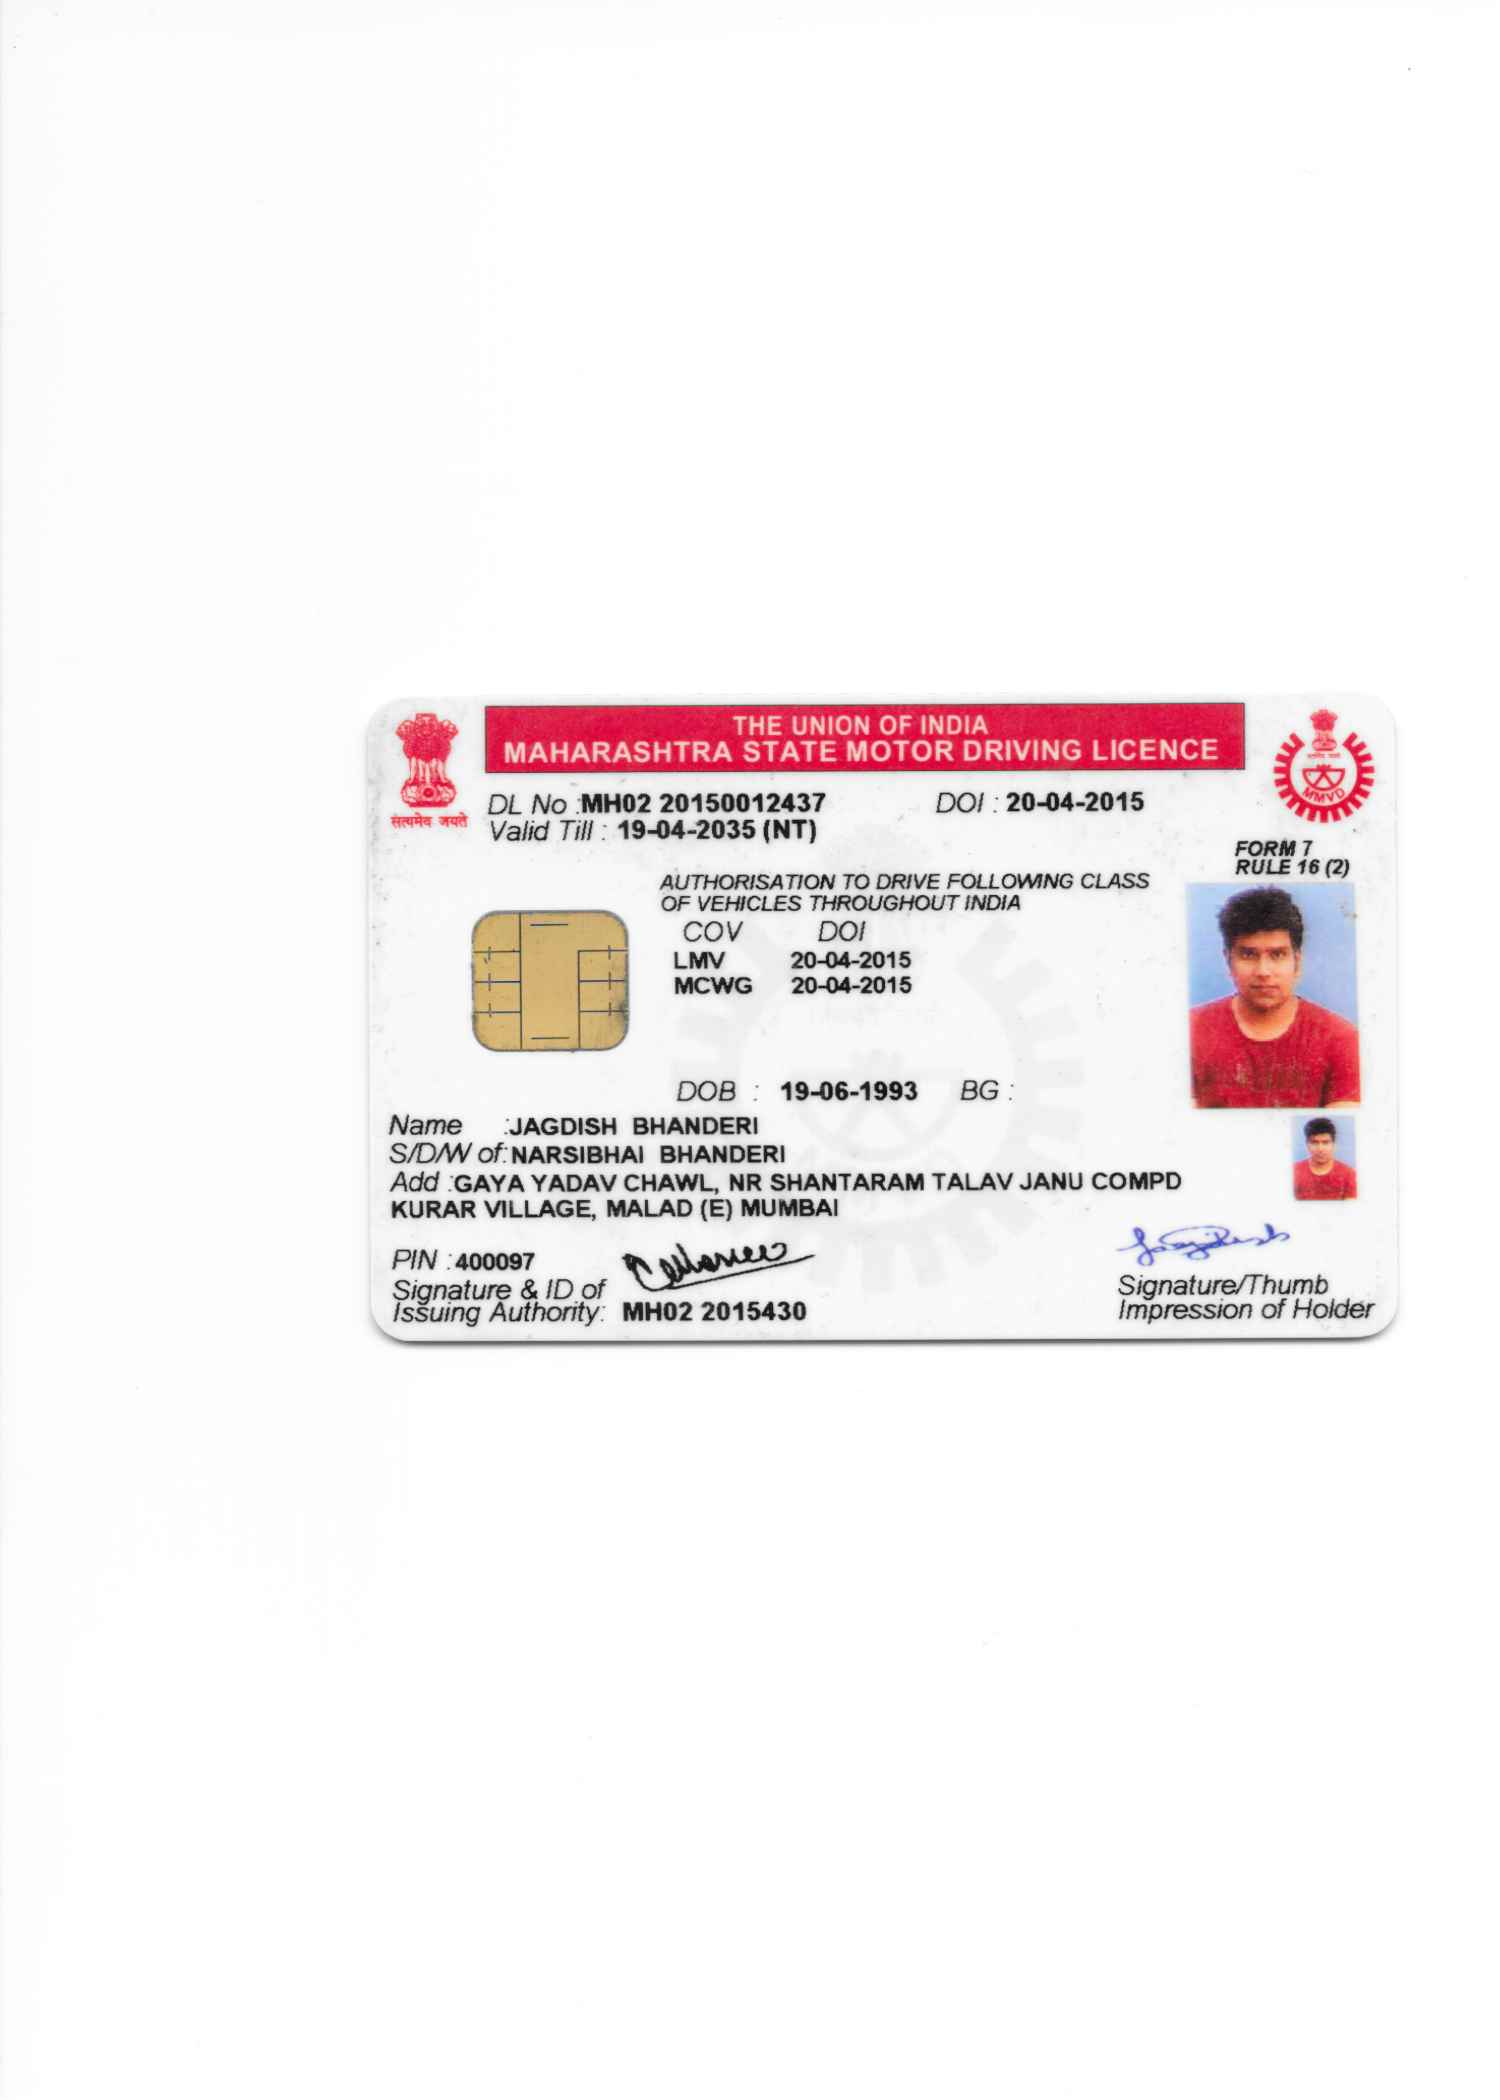 THE UNION OF INDIA
MAHARASHTRA STATE MOTOR DRIVING LICENCE
सत्यमेव जयते
MMVD
DL No :MH02 20150012437 DOI : 20-04-2015
Valid Till : 19-04-2035 (NT)
FORM 7
RULE 16 (2)
AUTHORISATION TO DRIVE FOLLOWING CLASS
OF VEHICLES THROUGHOUT INDIA
COV DOI
LMV 20-04-2015
MCWG 20-04-2015
DOB : 19-06-1993 BG :
Name :JAGDISH BHANDERI
S/D/W of: NARSIBHAI BHANDERI
Add :GAYA YADAV CHAWL, NR SHANTARAM TALAV JANU COMPD
KURAR VILLAGE, MALAD (E) MUMBAI
PIN : 400097
Signature & ID of
Issuing Authority: MH02 2015430
Signature/Thumb
Impression of Holder